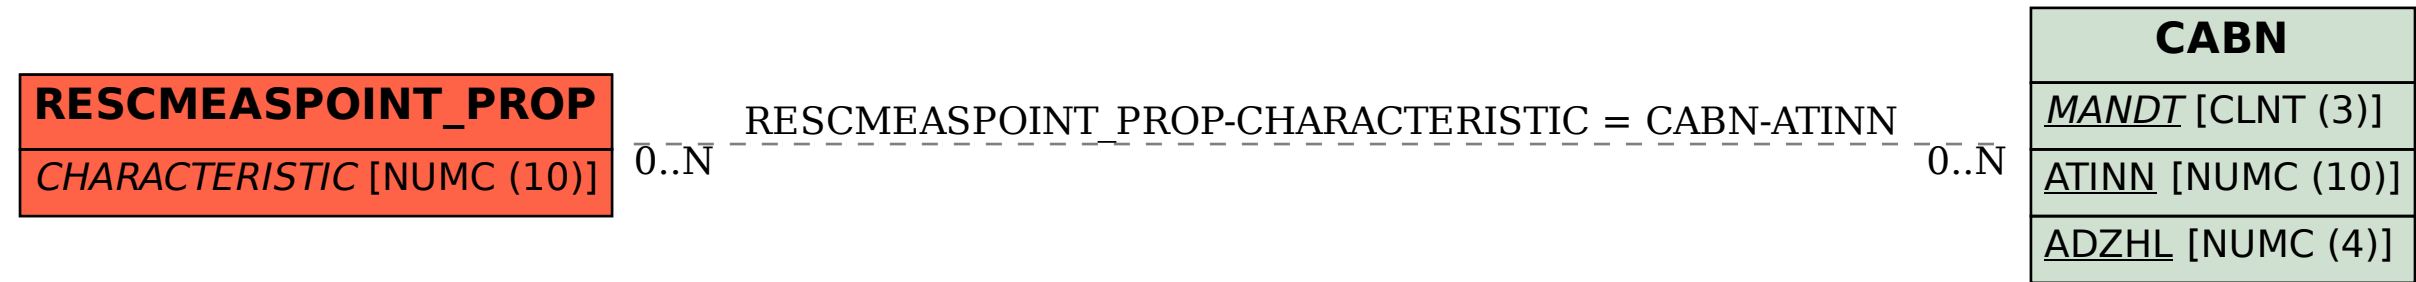 RESCMEASPOINT_PROP
CHARACTERISTIC [NUMC (10)]
RESCMEASPOINT_PROP-CHARACTERISTIC = CABN-ATINN
0..N
0..N
CABN
MANDT [CLNT (3)]
ATINN [NUMC (10)]
ADZHL [NUMC (4)]